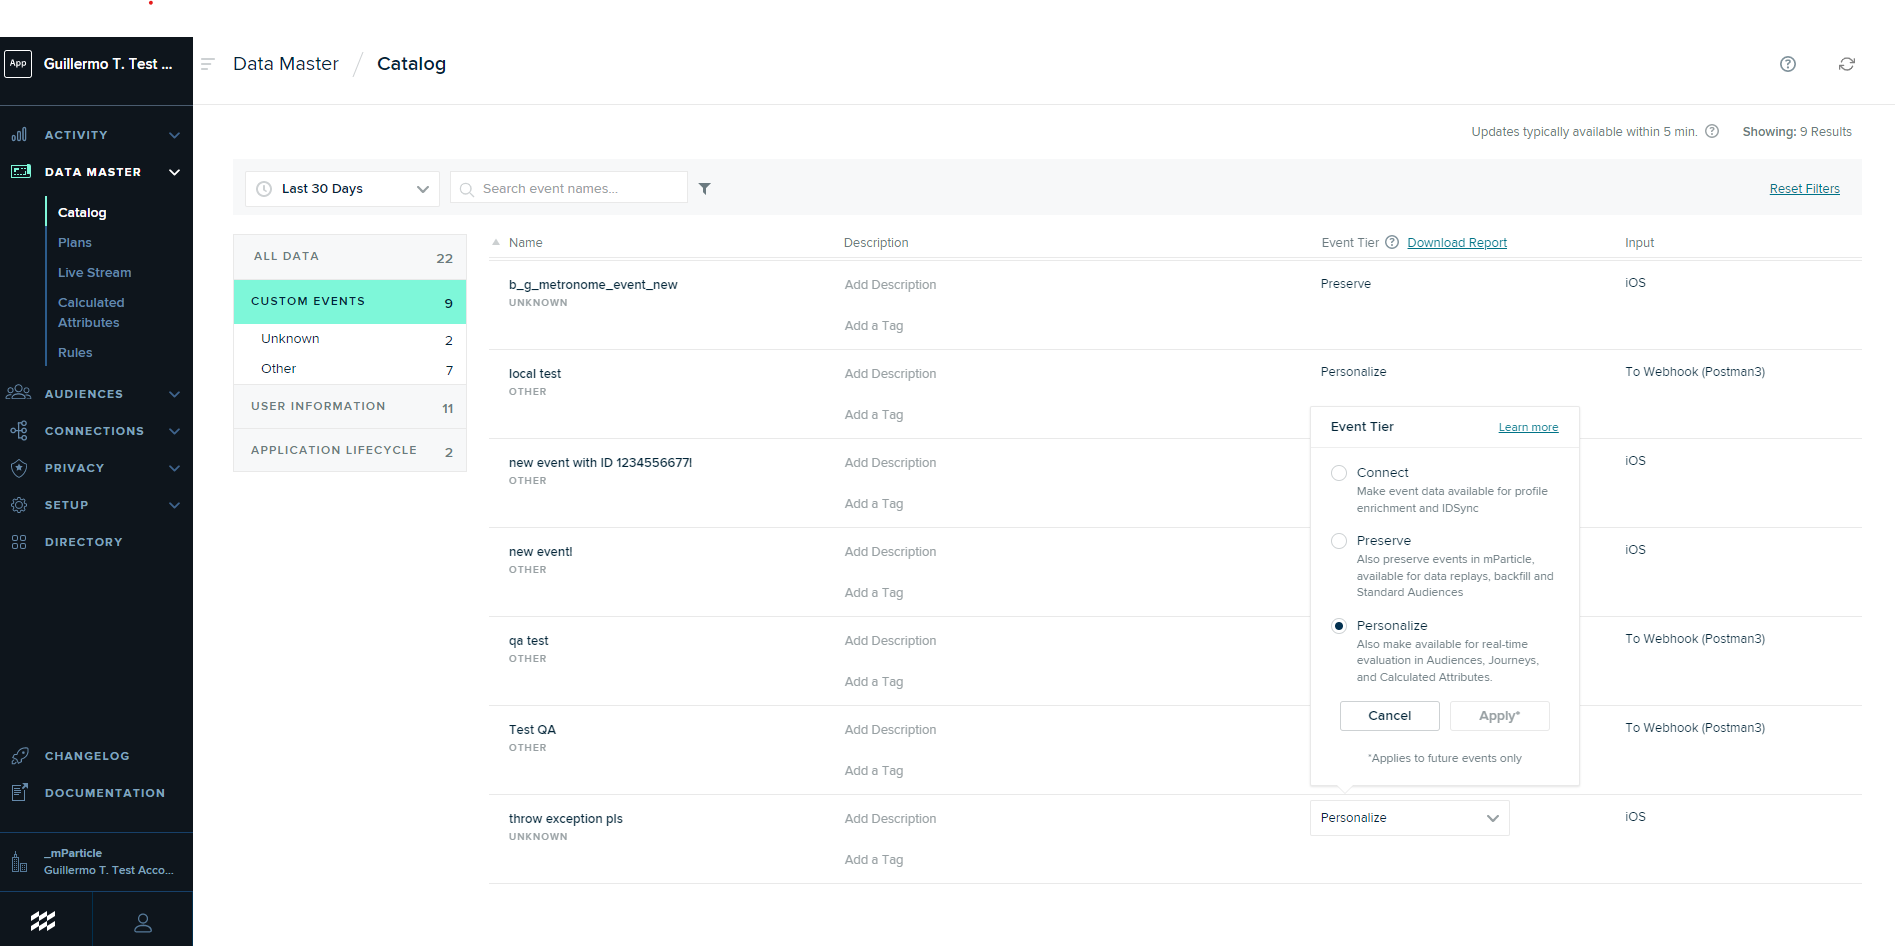 App
Guillermo T. Test ...
ACTIVITY
DATA MASTER
Catalog
Plans
Live Stream
Calculated
Attributes
Rules
AUDIENCES
CONNECTIONS
PRIVACY
SETUP
DIRECTORY
CHANGELOG
DOCUMENTATION
_mParticle
Guillermo T. Test Acco...
Data Master / Catalog
Updates typically available within 5 min. ? Showing: 9 Results
Last 30 Days
Search event names...
Reset Filters
ALL DATA 22
CUSTOM EVENTS 9
Unknown 2
Other 7
USER INFORMATION 11
APPLICATION LIFECYCLE 2
Name Description Event Tier ? Download Report Input
b_g_metronome_event_new Add Description Preserve iOS
UNKNOWN
Add a Tag
local test Add Description Personalize To Webhook (Postman3)
OTHER
Add a Tag
new event with ID 1234556677! Add Description iOS
OTHER
Add a Tag
new event! Add Description iOS
OTHER
Add a Tag
qa test Add Description To Webhook (Postman3)
OTHER
Add a Tag
Test QA Add Description To Webhook (Postman3)
OTHER
Add a Tag
throw exception pls Add Description Personalize iOS
UNKNOWN
Add a Tag
Event Tier Learn more
Connect
Make event data available for profile
enrichment and IDSync
Preserve
Also preserve events in mParticle,
available for data replays, backfill and
Standard Audiences
Personalize
Also make available for real-time
evaluation in Audiences, Journeys,
and Calculated Attributes.
Cancel Apply*
*Applies to future events only